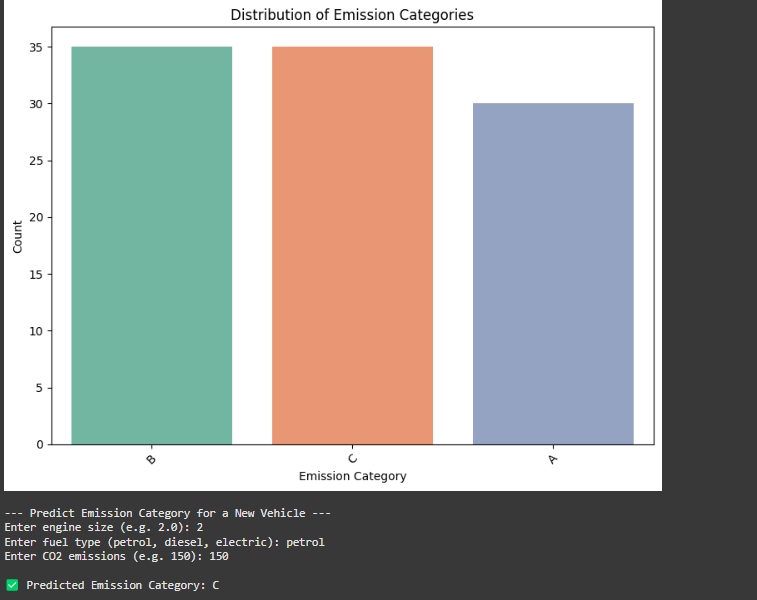 Distribution of Emission Categories
35
30
25
20
15
10
5
0
Count
B
C
A
Emission Category
--- Predict Emission Category for a New Vehicle ---
Enter engine size (e.g. 2.0): 2
Enter fuel type (petrol, diesel, electric): petrol
Enter CO2 emissions (e.g. 150): 150
✅ Predicted Emission Category: C